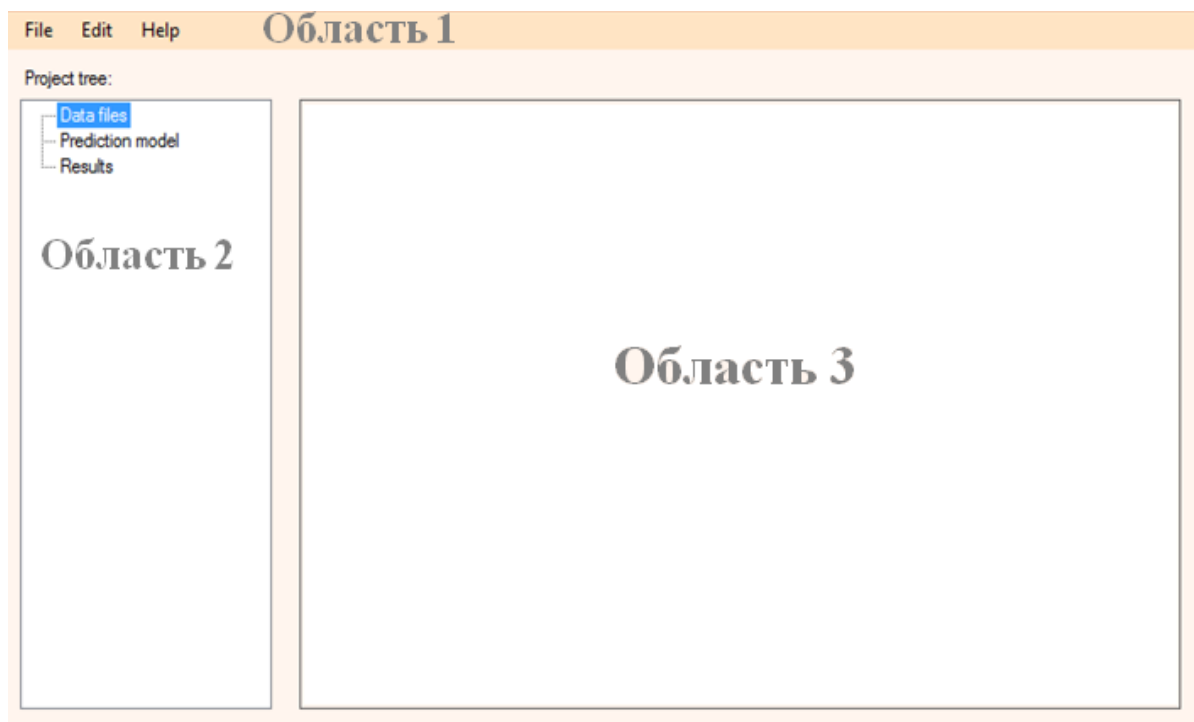 File Edit Help Область 1
Project tree:
Data files
Prediction model
Results
Область 2
Область 3